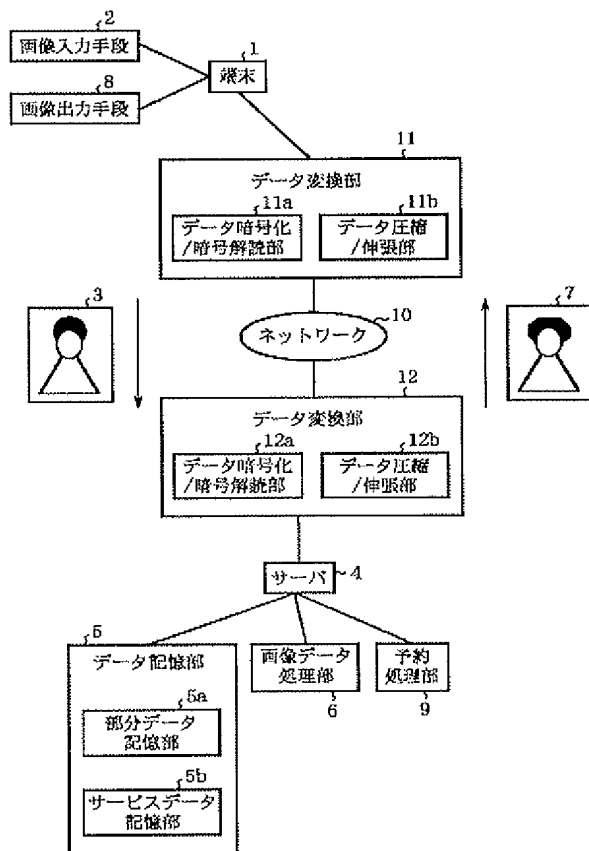 2
画像入力手段
8
画像出力手段
1
端末
11
データ変換部
11a
データ暗号化
/暗号解読部
11b
データ圧縮
/伸張部
3
10
ネットワーク
7
12
データ変換部
12a
データ暗号化
/暗号解読部
12b
データ圧縮
/伸張部
サーバ
4
5
データ記憶部
5a
部分データ
記憶部
5b
サービスデータ
記憶部
画像データ
処理部
6
予約
処理部
9